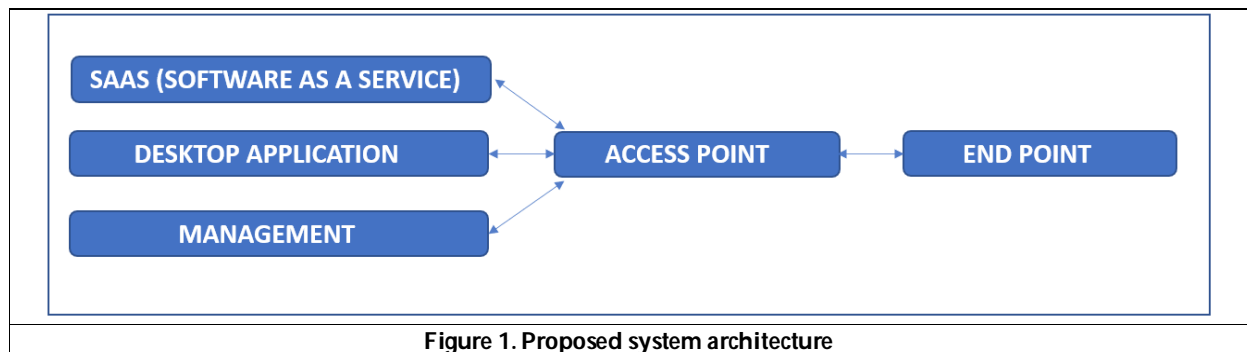 SAAS (SOFTWARE AS A SERVICE)
DESKTOP APPLICATION
ACCESS POINT
END POINT
MANAGEMENT
Figure 1. Proposed system architecture